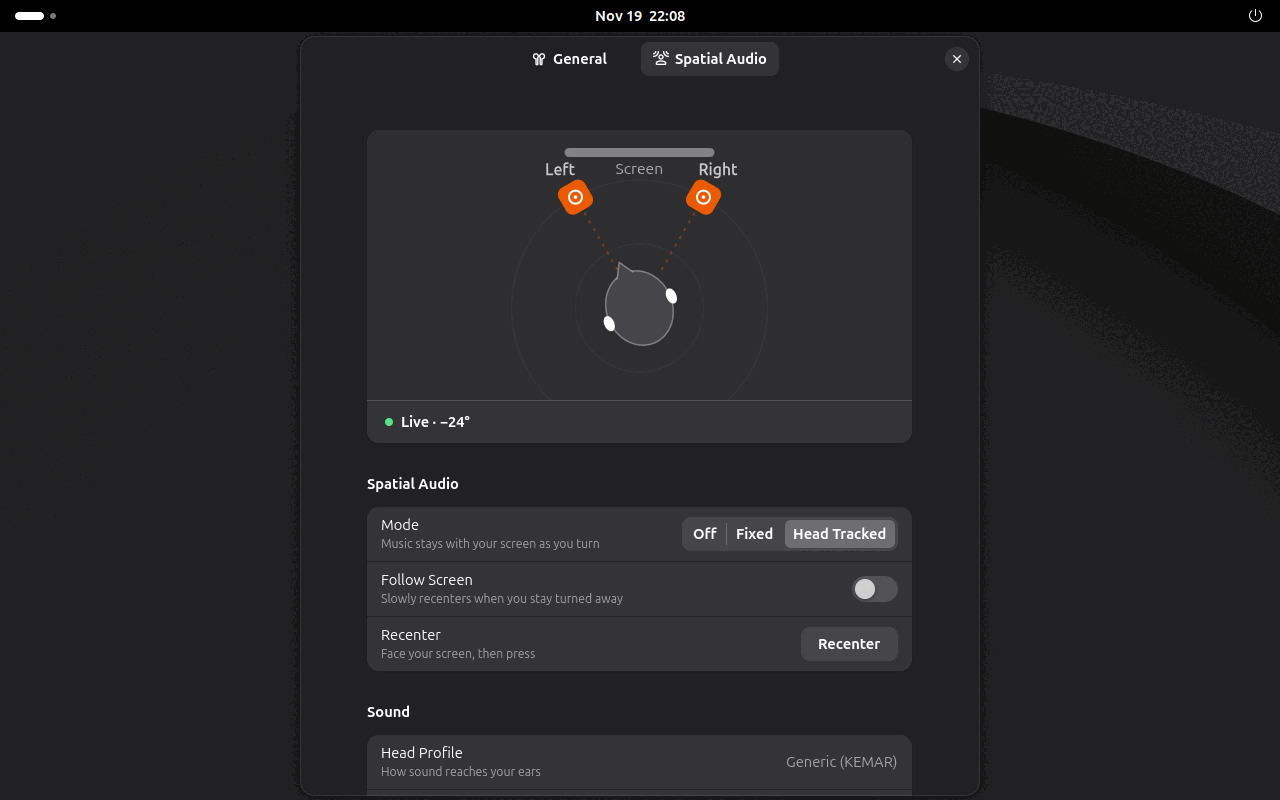 Nov 19 22:08
General
Spatial Audio
Left
Screen
Right
Live · −24°
Spatial Audio
Mode
Music stays with your screen as you turn
Off
Fixed
Head Tracked
Follow Screen
Slowly recenters when you stay turned away
Recenter
Face your screen, then press
Recenter
Sound
Head Profile
How sound reaches your ears
Generic (KEMAR)